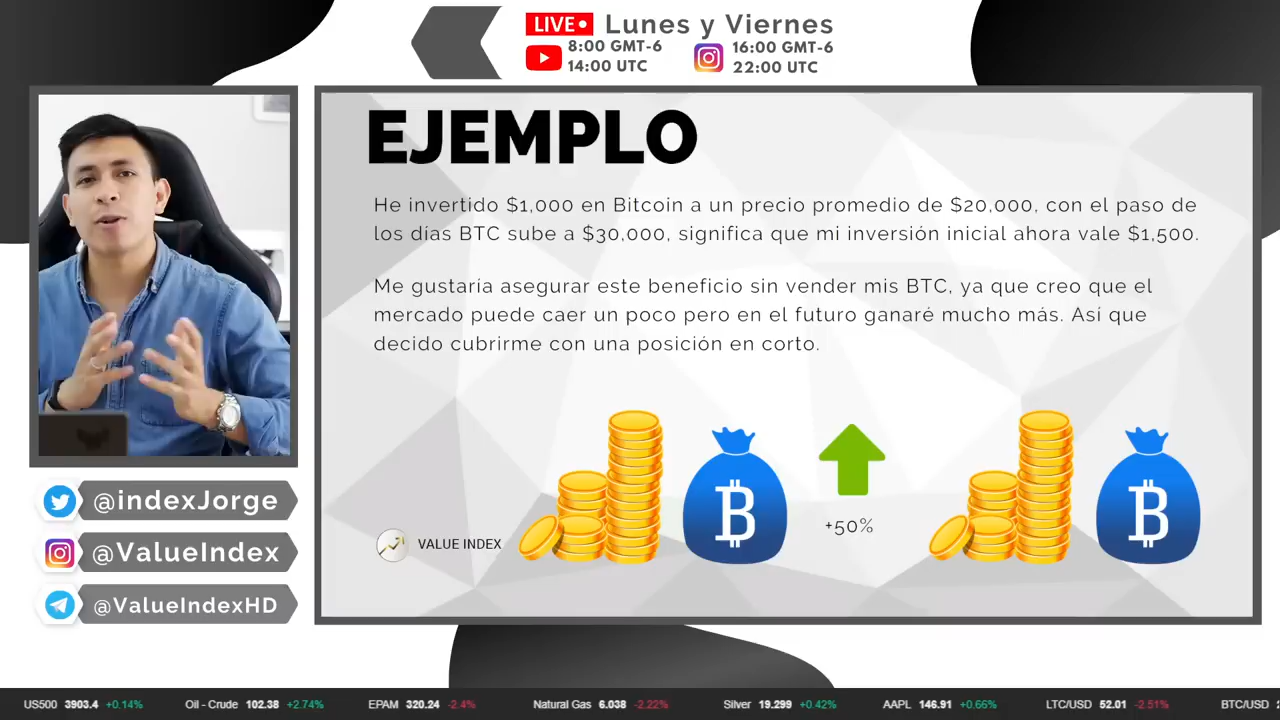 LIVE Lunes y Viernes
8:00 GMT-6
14:00 UTC
16:00 GMT-6
22:00 UTC
EJEMPLO
He invertido $1,000 en Bitcoin a un precio promedio de $20,000, con el paso de
los días BTC sube a $30,000, significa que mi inversión inicial ahora vale $1,500.
Me gustaría asegurar este beneficio sin vender mis BTC, ya que creo que el
mercado puede caer un poco pero en el futuro ganaré mucho más. Así que
decido cubrirme con una posición en corto.
+50%
VALUE INDEX
@indexJorge
@ValueIndex
@ValueIndexHD
US500 3903.4 +0.14% Oil - Crude 102.38 +2.74% EPAM 320.24 -2.4% Natural Gas 6.038 -2.22% Silver 19.299 +0.42% AAPL 146.91 +0.66% LTC/USD 52.01 -2.51% BTC/USD